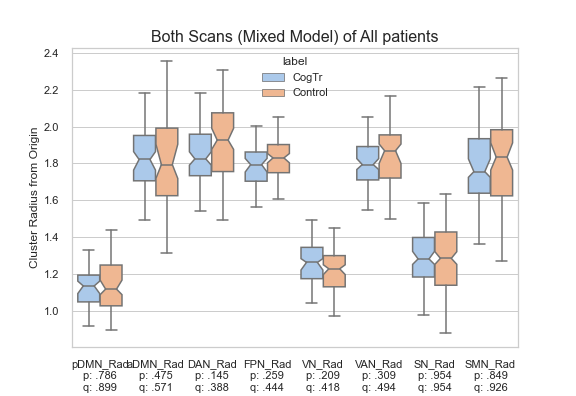 Both Scans (Mixed Model) of All patients
label
CogTr
Control
Cluster Radius from Origin
2.4
2.2
2.0
1.8
1.6
1.4
1.2
1.0
pDMN_Rad aDMN_Rad DAN_Rad FPN_Rad VN_Rad VAN_Rad SN_Rad SMN_Rad
p: .786 p: .475 p: .145 p: .259 p: .209 p: .309 p: .954 p: .849
q: .899 q: .571 q: .388 q: .444 q: .418 q: .494 q: .954 q: .926